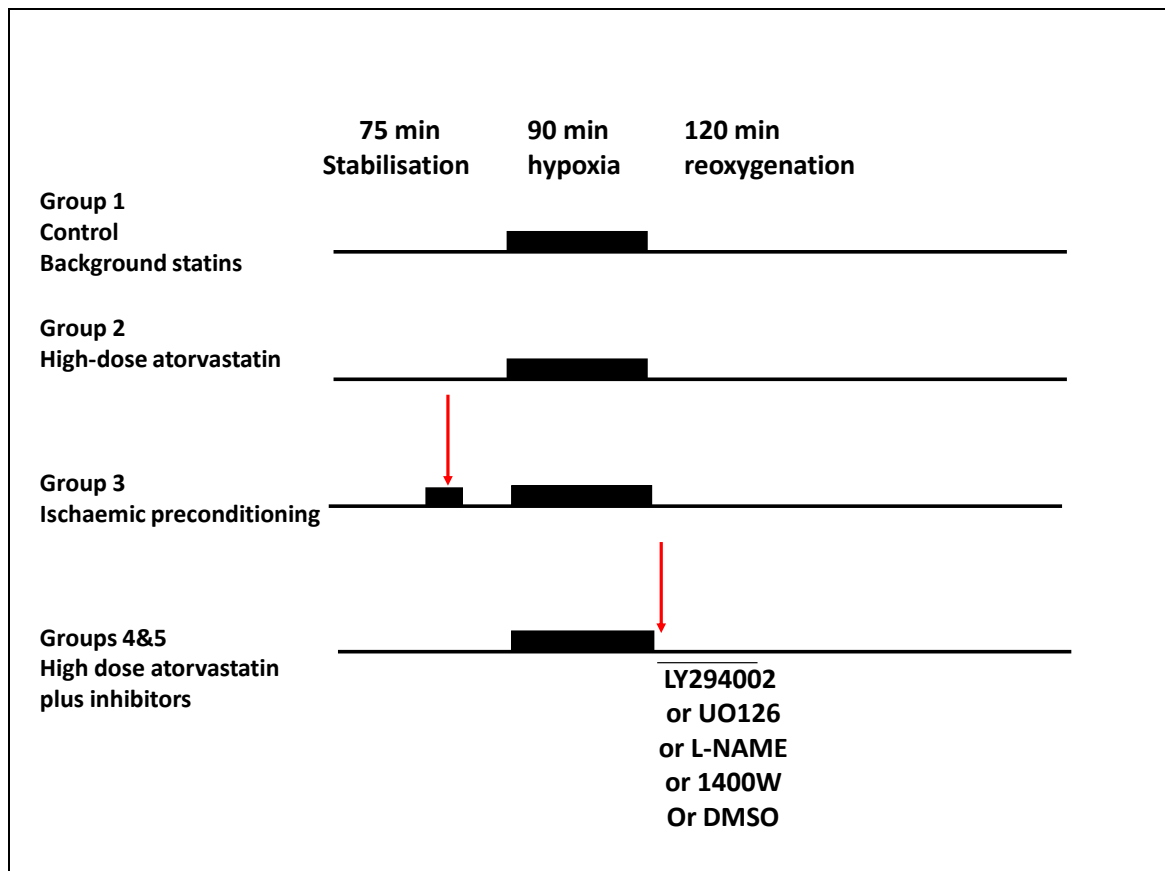 75 min
Stabilisation
90 min
hypoxia
120 min
reoxygenation
Group 1
Control
Background statins
Group 2
High-dose atorvastatin
Group 3
Ischaemic preconditioning
Groups 4&5
High dose atorvastatin
plus inhibitors
LY294002
or UO126
or L-NAME
or 1400W
Or DMSO